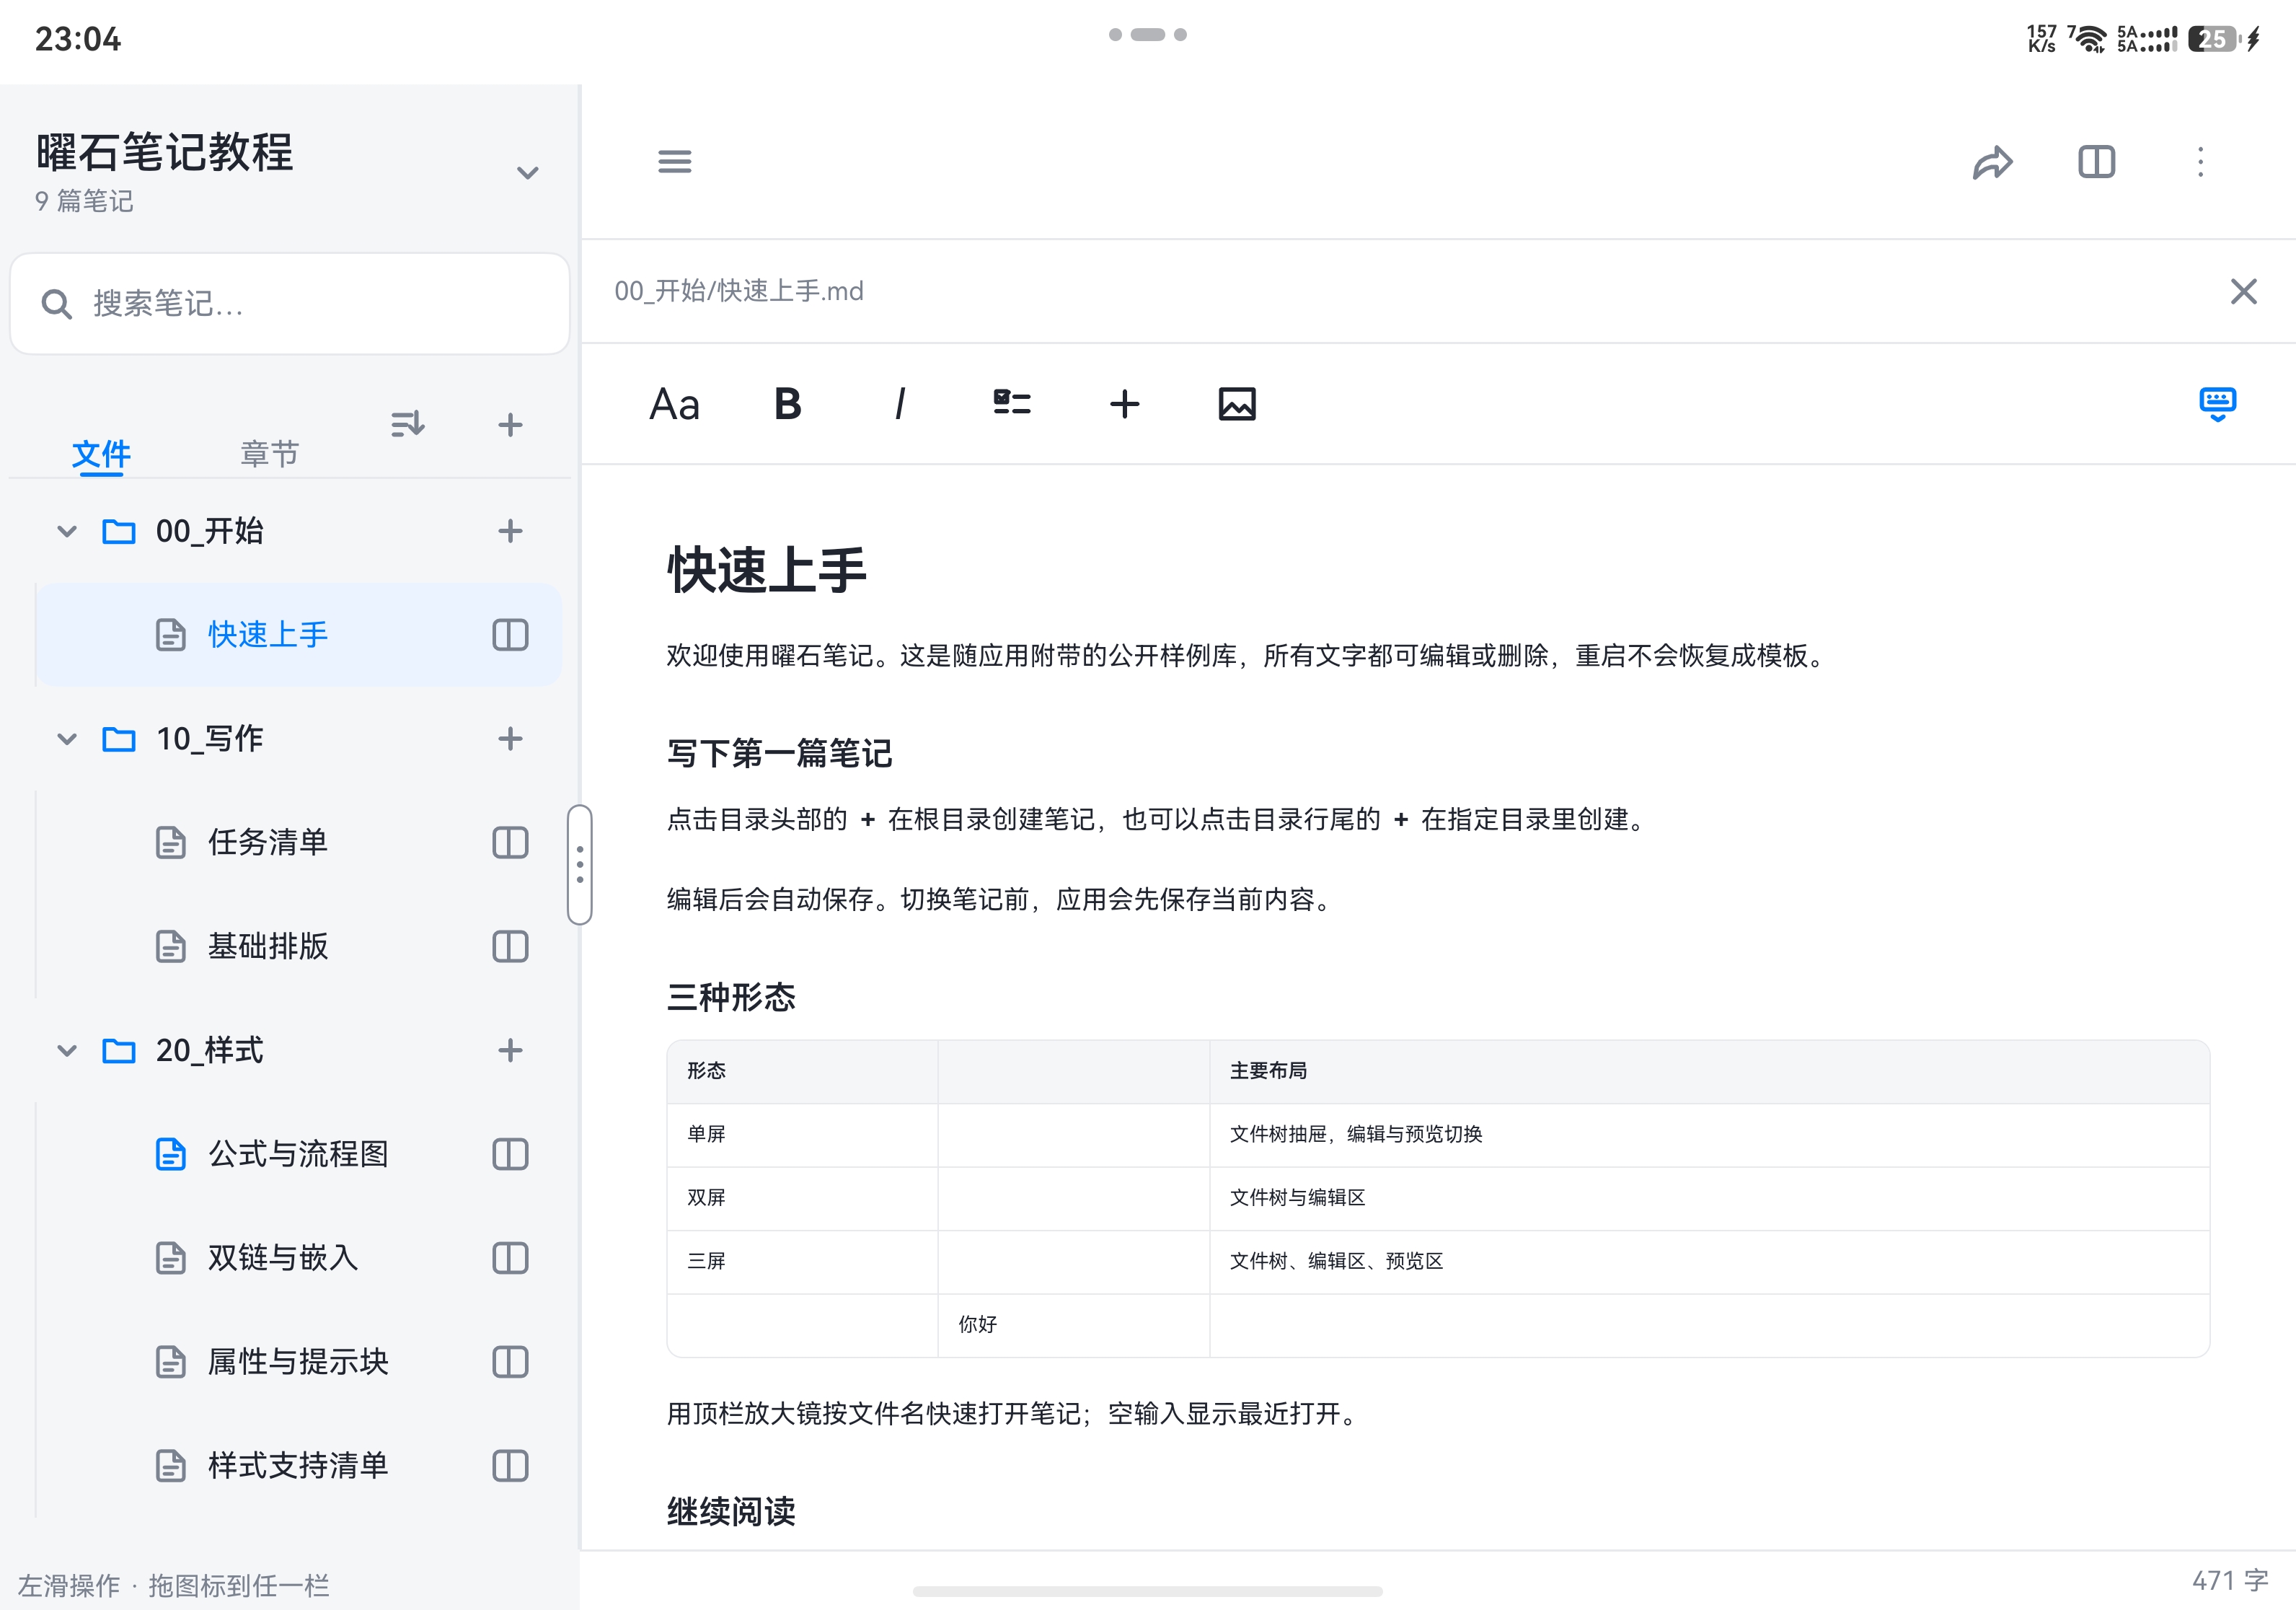 23:04
157 K/s 7 5A 5A 25
曜石笔记教程
9 篇笔记
搜索笔记...
文件 章节
00_开始
快速上手
10_写作
任务清单
基础排版
20_样式
公式与流程图
双链与嵌入
属性与提示块
样式支持清单
左滑操作 · 拖图标到任一栏
00_开始/快速上手.md
Aa B I
快速上手
欢迎使用曜石笔记。这是随应用附带的公开样例库，所有文字都可编辑或删除，重启不会恢复成模板。
写下第一篇笔记
点击目录头部的 + 在根目录创建笔记，也可以点击目录行尾的 + 在指定目录里创建。
编辑后会自动保存。切换笔记前，应用会先保存当前内容。
三种形态
形态 主要布局
单屏 文件树抽屉，编辑与预览切换
双屏 文件树与编辑区
三屏 文件树、编辑区、预览区
你好
用顶栏放大镜按文件名快速打开笔记；空输入显示最近打开。
继续阅读
471 字